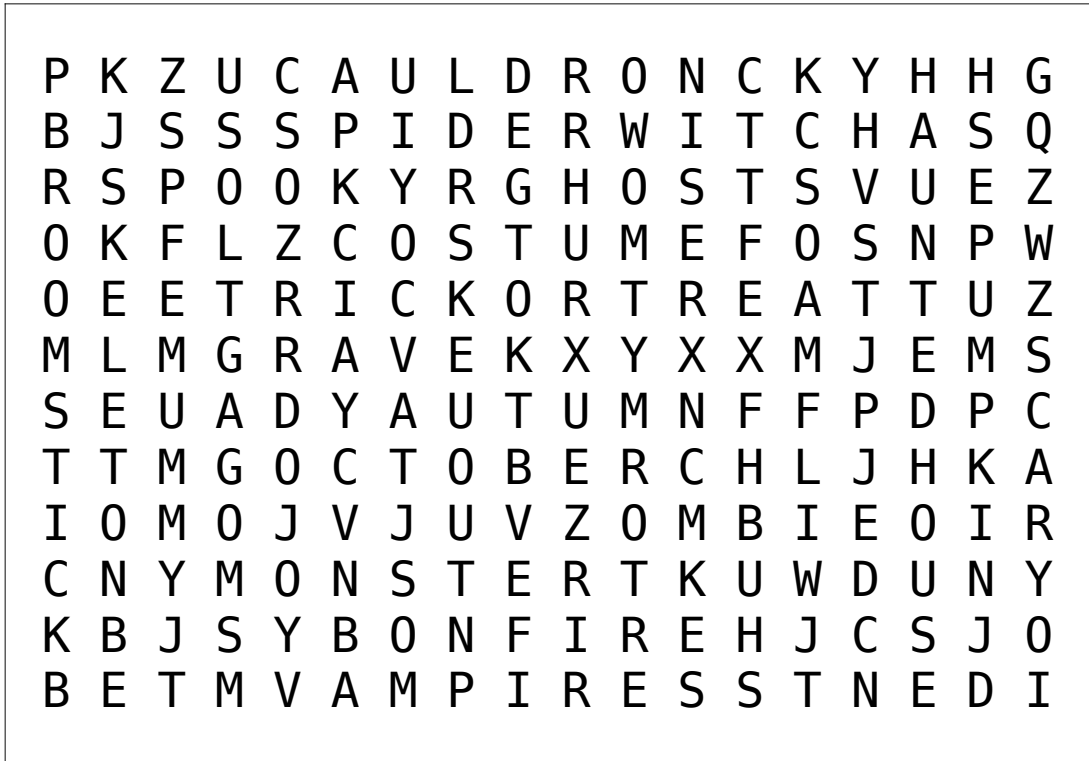 P K Z U C A U L D R O N C K Y H H G
B J S S S P I D E R W I T C H A S Q
R S P O O K Y R G H O S T S V U E Z
O K F L Z C O S T U M E F O S N P W
O E E T R I C K O R T R E A T T U Z
M L M G R A V E K X Y X X M J E M S
S E U A D Y A U T U M N F F P D P C
T T M G O C T O B E R C H L J H K A
I O M O J V J U V Z O M B I E O I R
C N Y M O N S T E R T K U W D U N Y
K B J S Y B O N F I R E H J C S J O
B E T M V A M P I R E S S T N E D I